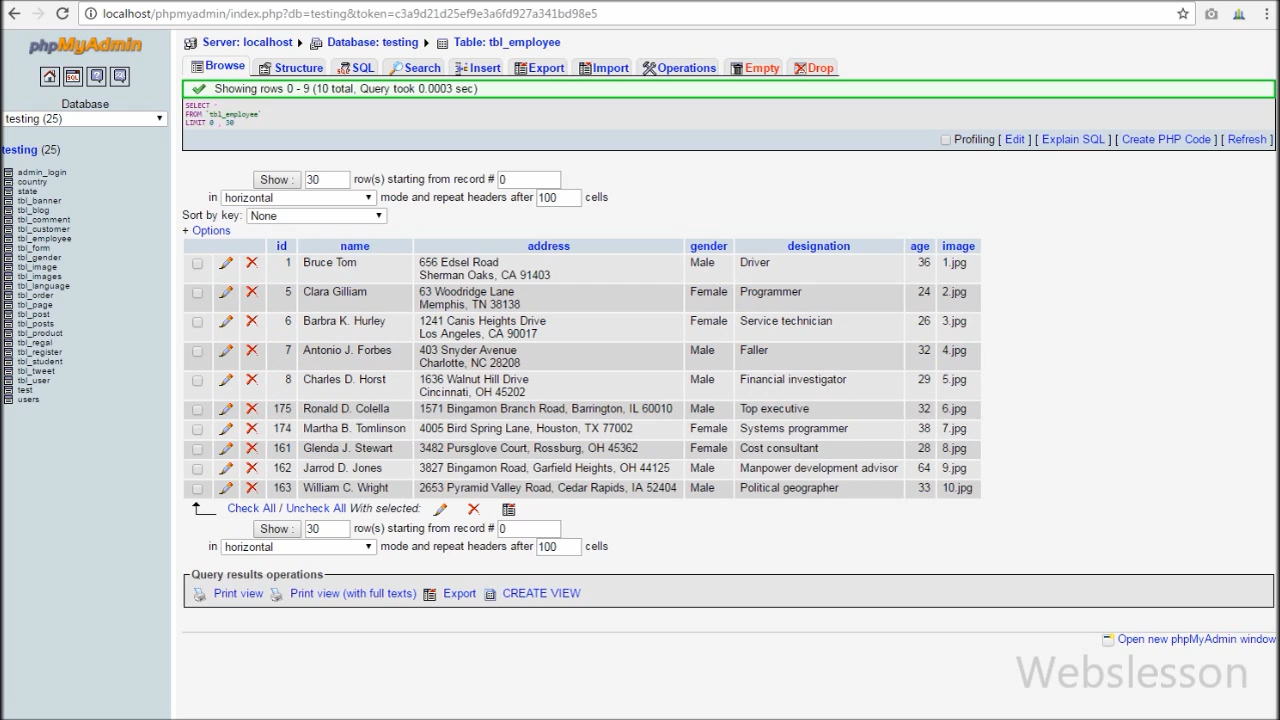 localhost/phpmyadmin/index.php?db=testing&token=c3a9d21d25ef9e3a6fd927a341bd98e5
phpMyAdmin
SQL
Database
testing (25)
testing (25)
admin_login
country
state
tbl_banner
tbl_blog
tbl_comment
tbl_customer
tbl_employee
tbl_form
tbl_gender
tbl_image
tbl_images
tbl_language
tbl_order
tbl_page
tbl_post
tbl_posts
tbl_product
tbl_regal
tbl_register
tbl_student
tbl_tweet
tbl_user
test
users
Server: localhost Database: testing Table: tbl_employee
Browse Structure SQL Search Insert Export Import Operations Empty Drop
Showing rows 0 - 9 (10 total, Query took 0.0003 sec)
SELECT
FROM `tbl_employee`
LIMIT 0 , 30
Profiling [ Edit ] [ Explain SQL ] [ Create PHP Code ] [ Refresh ]
Show : 30 row(s) starting from record # 0
in horizontal mode and repeat headers after 100 cells
Sort by key: None
+ Options
id name address gender designation age image
1 Bruce Tom 656 Edsel Road Male Driver 36 1.jpg
Sherman Oaks, CA 91403
5 Clara Gilliam 63 Woodridge Lane Female Programmer 24 2.jpg
Memphis, TN 38138
6 Barbra K. Hurley 1241 Canis Heights Drive Female Service technician 26 3.jpg
Los Angeles, CA 90017
7 Antonio J. Forbes 403 Snyder Avenue Male Faller 32 4.jpg
Charlotte, NC 28208
8 Charles D. Horst 1636 Walnut Hill Drive Male Financial investigator 29 5.jpg
Cincinnati, OH 45202
175 Ronald D. Colella 1571 Bingamon Branch Road, Barrington, IL 60010 Male Top executive 32 6.jpg
174 Martha B. Tomlinson 4005 Bird Spring Lane, Houston, TX 77002 Female Systems programmer 38 7.jpg
161 Glenda J. Stewart 3482 Pursglove Court, Rossburg, OH 45362 Female Cost consultant 28 8.jpg
162 Jarrod D. Jones 3827 Bingamon Road, Garfield Heights, OH 44125 Male Manpower development advisor 64 9.jpg
163 William C. Wright 2653 Pyramid Valley Road, Cedar Rapids, IA 52404 Male Political geographer 33 10.jpg
Check All / Uncheck All With selected:
Show : 30 row(s) starting from record # 0
in horizontal mode and repeat headers after 100 cells
Query results operations
Print view Print view (with full texts) Export CREATE VIEW
Open new phpMyAdmin window
Webslesson